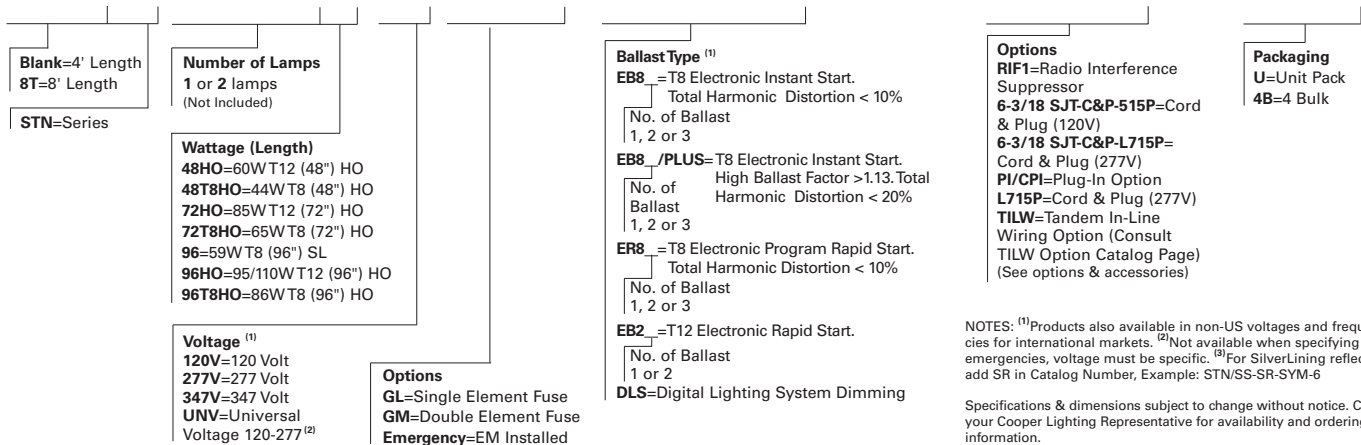 Blank=4' Length
8T=8' Length
STN=Series
Number of Lamps
1 or 2 lamps
(Not Included)
Wattage (Length)
48HO=60W T12 (48") HO
48T8HO=44W T8 (48") HO
72HO=85W T12 (72") HO
72T8HO=65W T8 (72") HO
96=59W T8 (96") SL
96HO=95/110W T12 (96") HO
96T8HO=86W T8 (96") HO
Voltage (1)
120V=120 Volt
277V=277 Volt
347V=347 Volt
UNV=Universal
Voltage 120-277 (2)
Options
GL=Single Element Fuse
GM=Double Element Fuse
Emergency=EM Installed
Ballast Type (1)
EB8_=T8 Electronic Instant Start.
Total Harmonic Distortion < 10%
No. of Ballast
1, 2 or 3
EB8_/PLUS=T8 Electronic Instant Start.
High Ballast Factor >1.13. Total
Harmonic Distortion < 20%
No. of
Ballast
1, 2 or 3
ER8_=T8 Electronic Program Rapid Start.
Total Harmonic Distortion < 10%
No. of Ballast
1, 2 or 3
EB2_=T12 Electronic Rapid Start.
No. of Ballast
1 or 2
DLS=Digital Lighting System Dimming
Options
RIF1=Radio Interference
Suppressor
6-3/18 SJT-C&P-515P=Cord
& Plug (120V)
6-3/18 SJT-C&P-L715P=
Cord & Plug (277V)
PI/CPI=Plug-In Option
L715P=Cord & Plug (277V)
TILW=Tandem In-Line
Wiring Option (Consult
TILW Option Catalog Page)
(See options & accessories)
Packaging
U=Unit Pack
4B=4 Bulk
NOTES: (1)Products also available in non-US voltages and frequ
cies for international markets. (2)Not available when specifying
emergencies, voltage must be specific. (3)For SilverLining reflec
add SR in Catalog Number, Example: STN/SS-SR-SYM-6
Specifications & dimensions subject to change without notice. C
your Cooper Lighting Representative for availability and ordering
information.